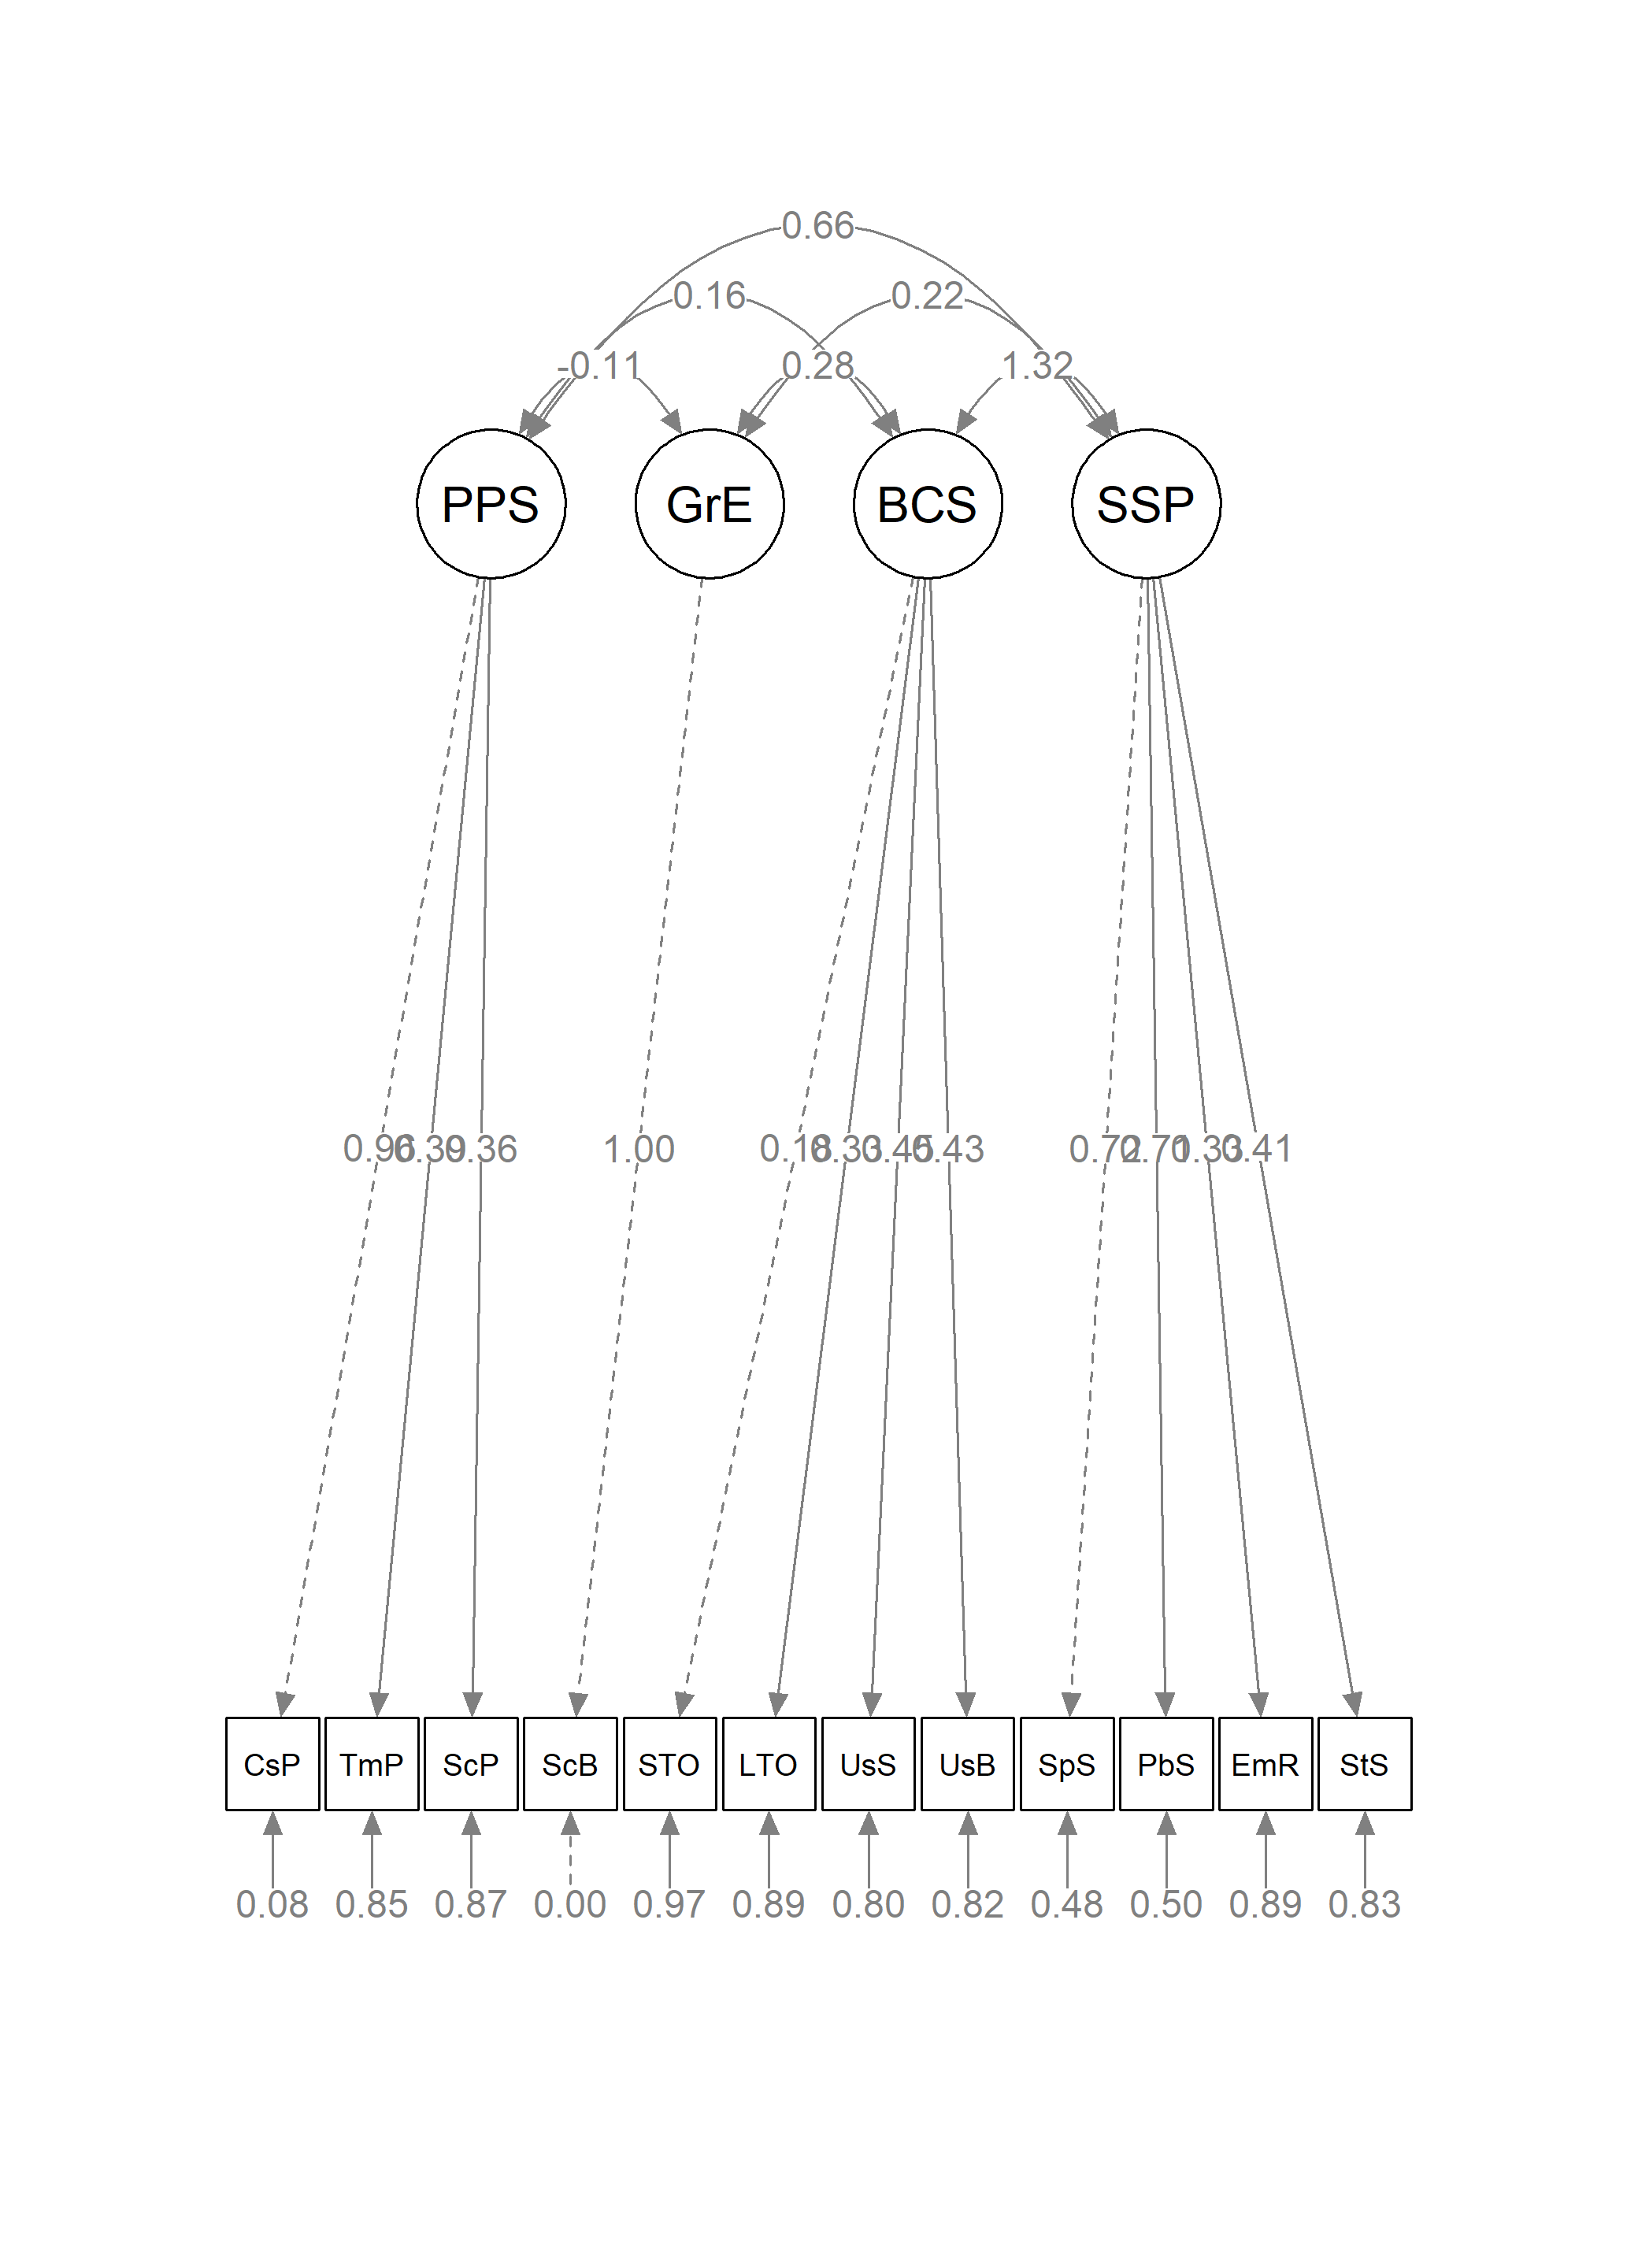 0.66
0.16 0.22
-0.11 0.28 1.32
PPS GrE BCS SSP
0.96 0.39 0.36 1.00 0.18 0.33 0.45 0.43 0.72 0.70 0.33 0.41
CsP TmP ScP ScB STO LTO UsS UsB SpS PbS EmR StS
0.08 0.85 0.87 0.00 0.97 0.89 0.80 0.82 0.48 0.50 0.89 0.83